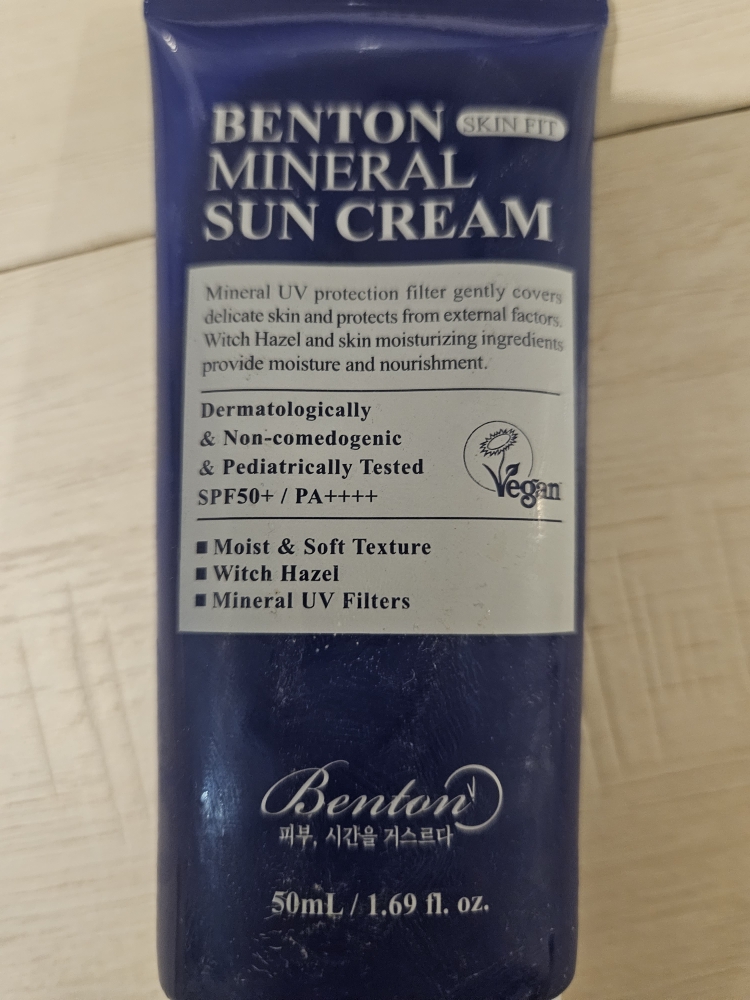 BENTON SKIN FIT
MINERAL
SUN CREAM
Mineral UV protection filter gently covers
delicate skin and protects from external factors.
Witch Hazel and skin moisturizing ingredients
provide moisture and nourishment.
Dermatologically
& Non-comedogenic
& Pediatrically Tested
SPF50+ / PA++++
Vegan
■ Moist & Soft Texture
■ Witch Hazel
■ Mineral UV Filters
Benton
피부, 시간을 거스르다
50mL / 1.69 fl. oz.